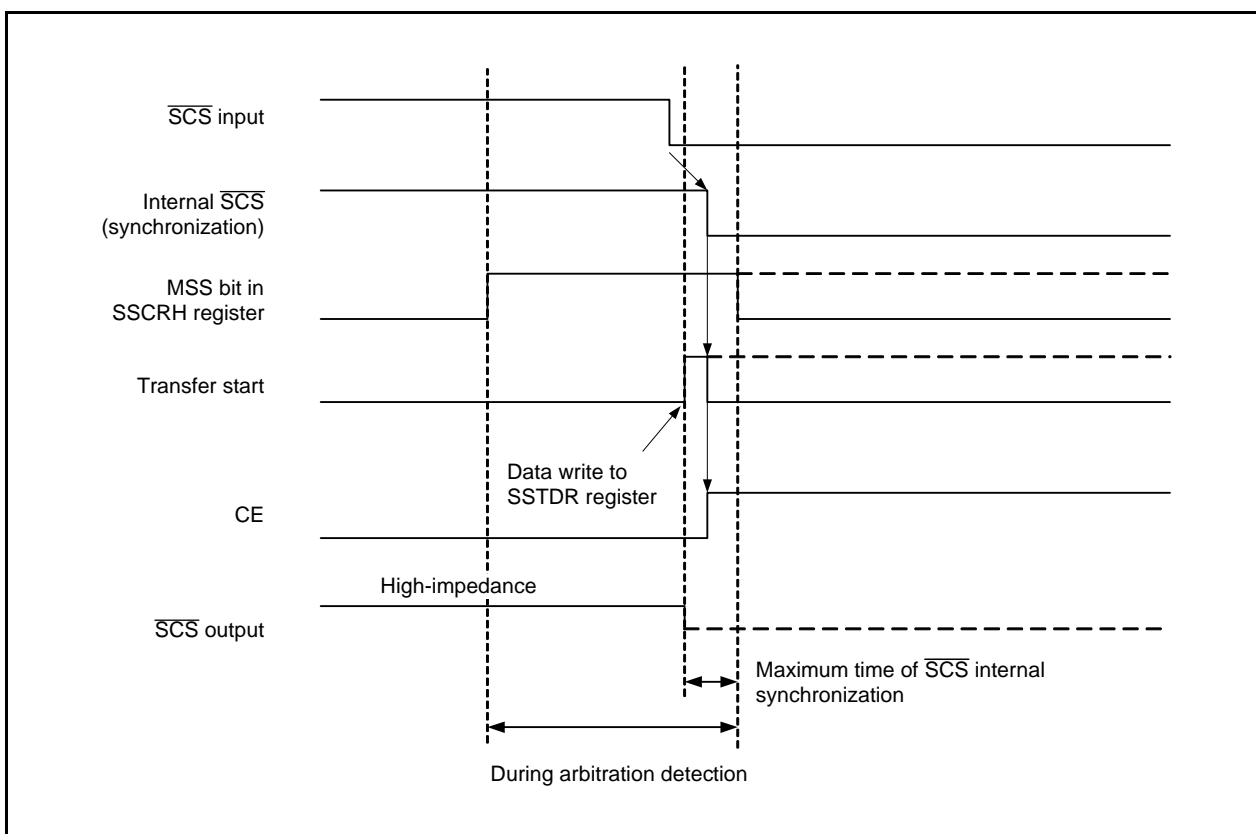 SCS input
Internal SCS
(synchronization)
MSS bit in
SSCRH register
Transfer start
Data write to
SSTDR register
CE
High-impedance
SCS output
Maximum time of SCS internal
synchronization
During arbitration detection